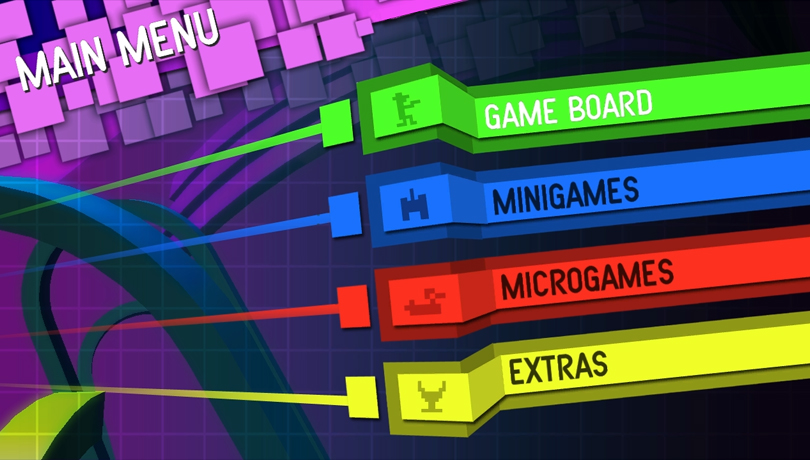 MAIN MENU
GAME BOARD
MINIGAMES
MICROGAMES
EXTRAS